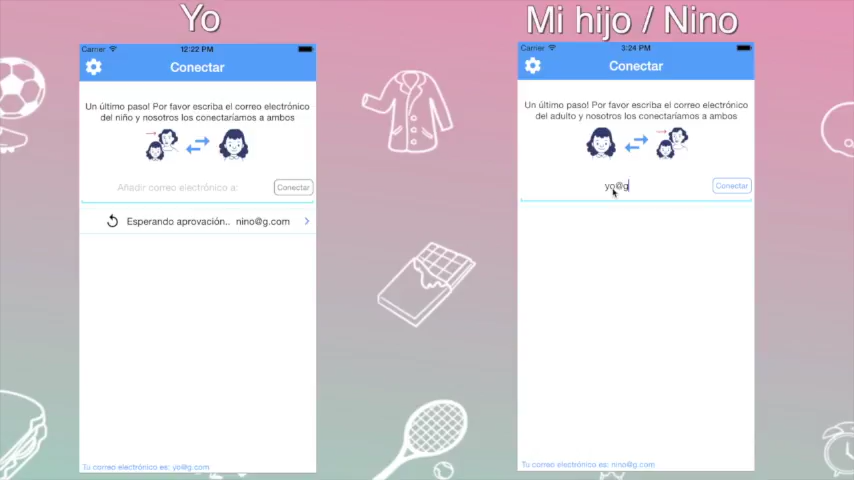 Yo
Carrier 12:22 PM
Conectar
Un último paso! Por favor escriba el correo electrónico
del niño y nosotros los conectaríamos a ambos
Añadir correo electrónico a:
Conectar
Esperando aprovación.. nino@g.com
Tu correo electrónico es: yo@g.com
Mi hijo / Nino
Carrier 3:24 PM
Conectar
Un último paso! Por favor escriba el correo electrónico
del adulto y nosotros los conectaríamos a ambos
yo@g
Conectar
Tu correo electrónico es: nino@g.com